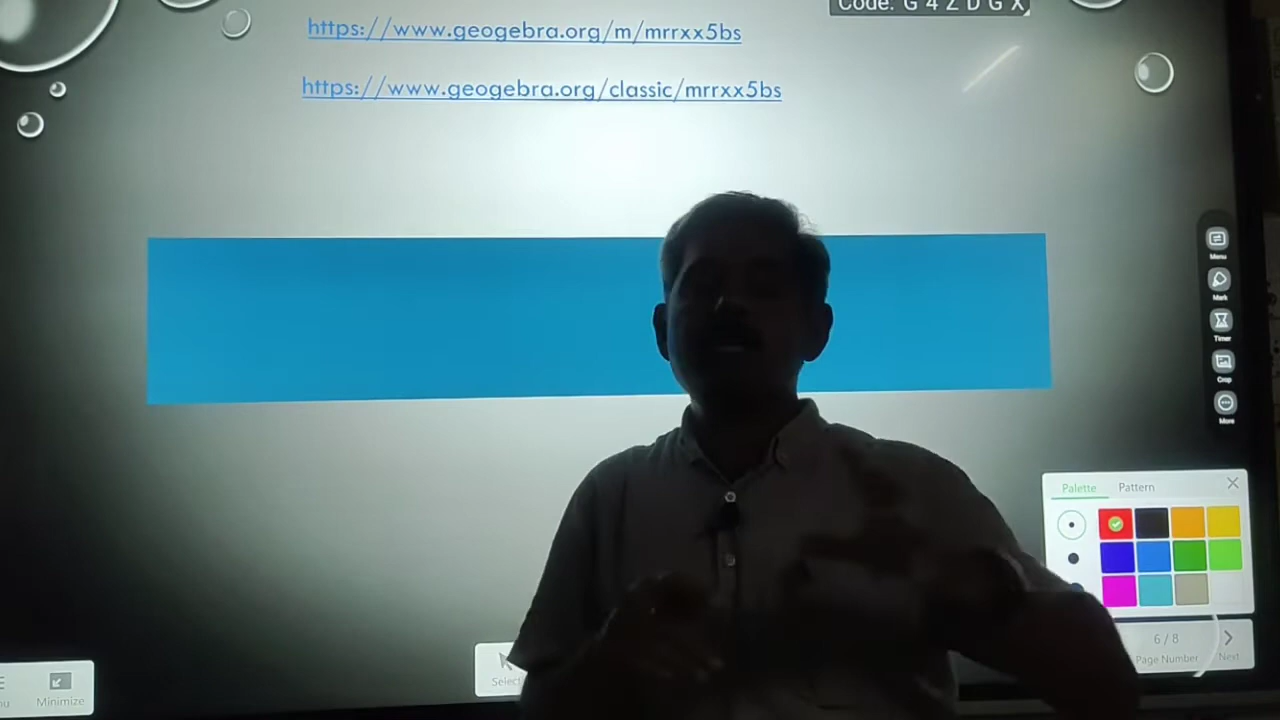 Code: G 4 Z D G X
https://www.geogebra.org/m/mrrxx5bs
https://www.geogebra.org/classic/mrrxx5bs
Menu
Mark
Timer
Crop
More
Palette Pattern
6 / 8
Page Number Next
Select
Minimize